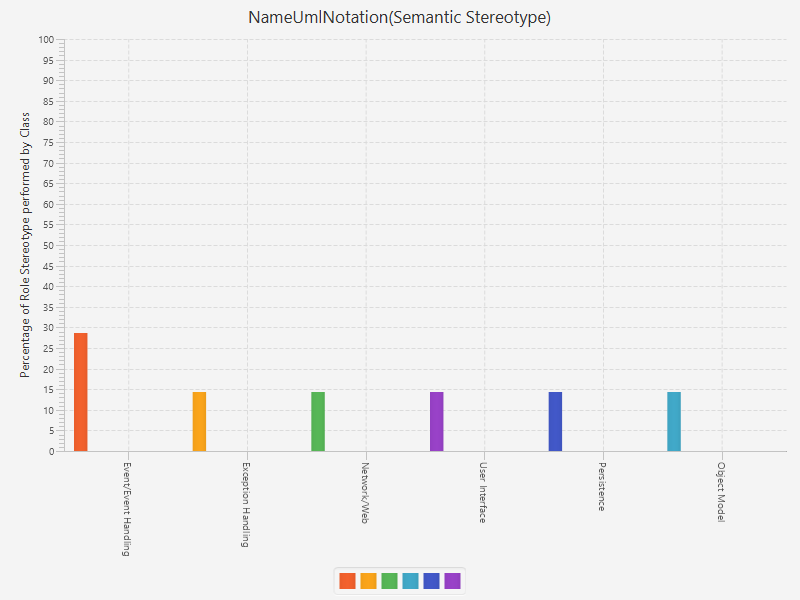 NameUmlNotation(Semantic Stereotype)
Percentage of Role Stereotype performed by Class
100
95
90
85
80
75
70
65
60
55
50
45
40
35
30
25
20
15
10
5
0
Event/Event Handling
Exception Handling
Network/Web
User Interface
Persistence
Object Model